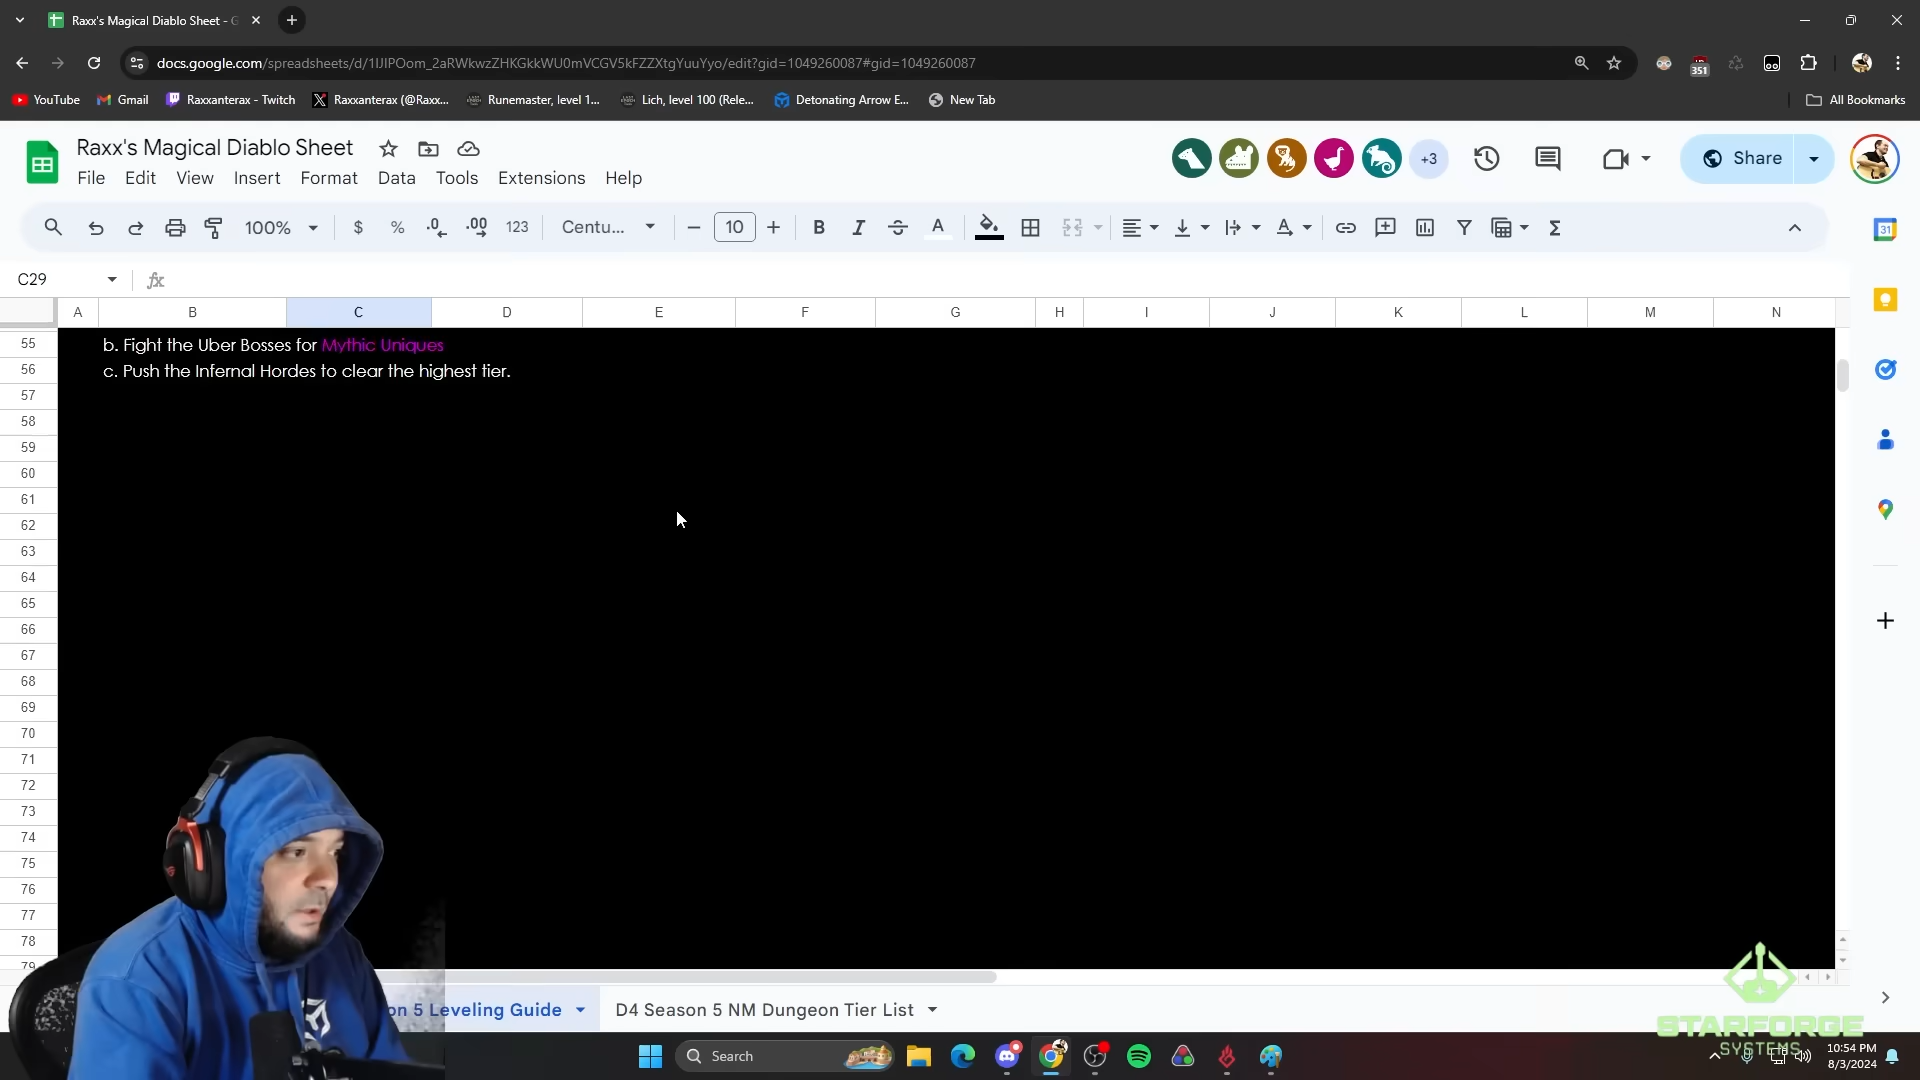 Raxx's Magical Diablo Sheet - G
docs.google.com/spreadsheets/d/1IJIPOom_2aRWkwzZHKGkkWU0mVCGV5kFZZXtgYuuYyo/edit?gid=1049260087#gid=1049260087
351
YouTube Gmail Raxxanterax - Twitch Raxxanterax (@Raxx... Runemaster, level 1... Lich, level 100 (Rele... Detonating Arrow E... New Tab All Bookmarks
Raxx's Magical Diablo Sheet
+3 Share
File Edit View Insert Format Data Tools Extensions Help
100% $ % .0 .00 123 Centu... 10 B I S A
31
C29 fx
A B C D E F G H I J K L M N
55 b. Fight the Uber Bosses for Mythic Uniques
56 c. Push the Infernal Hordes to clear the highest tier.
57
58
59
60
61
62
63
64
65
66
67
68
69
70
71
72
73
74
75
76
77
78
79
on 5 Leveling Guide D4 Season 5 NM Dungeon Tier List
STARFORGE
SYSTEMS
Search
10:54 PM
8/3/2024